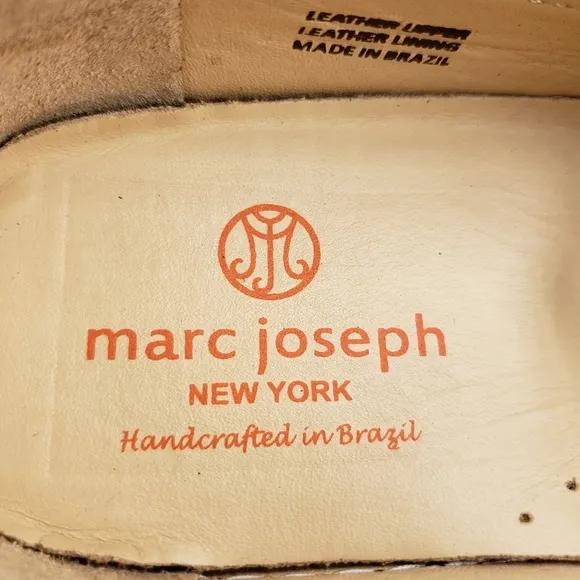 LEATHER UPPER
LEATHER LINING
MADE IN BRAZIL
marc joseph
NEW YORK
Handcrafted in Brazil